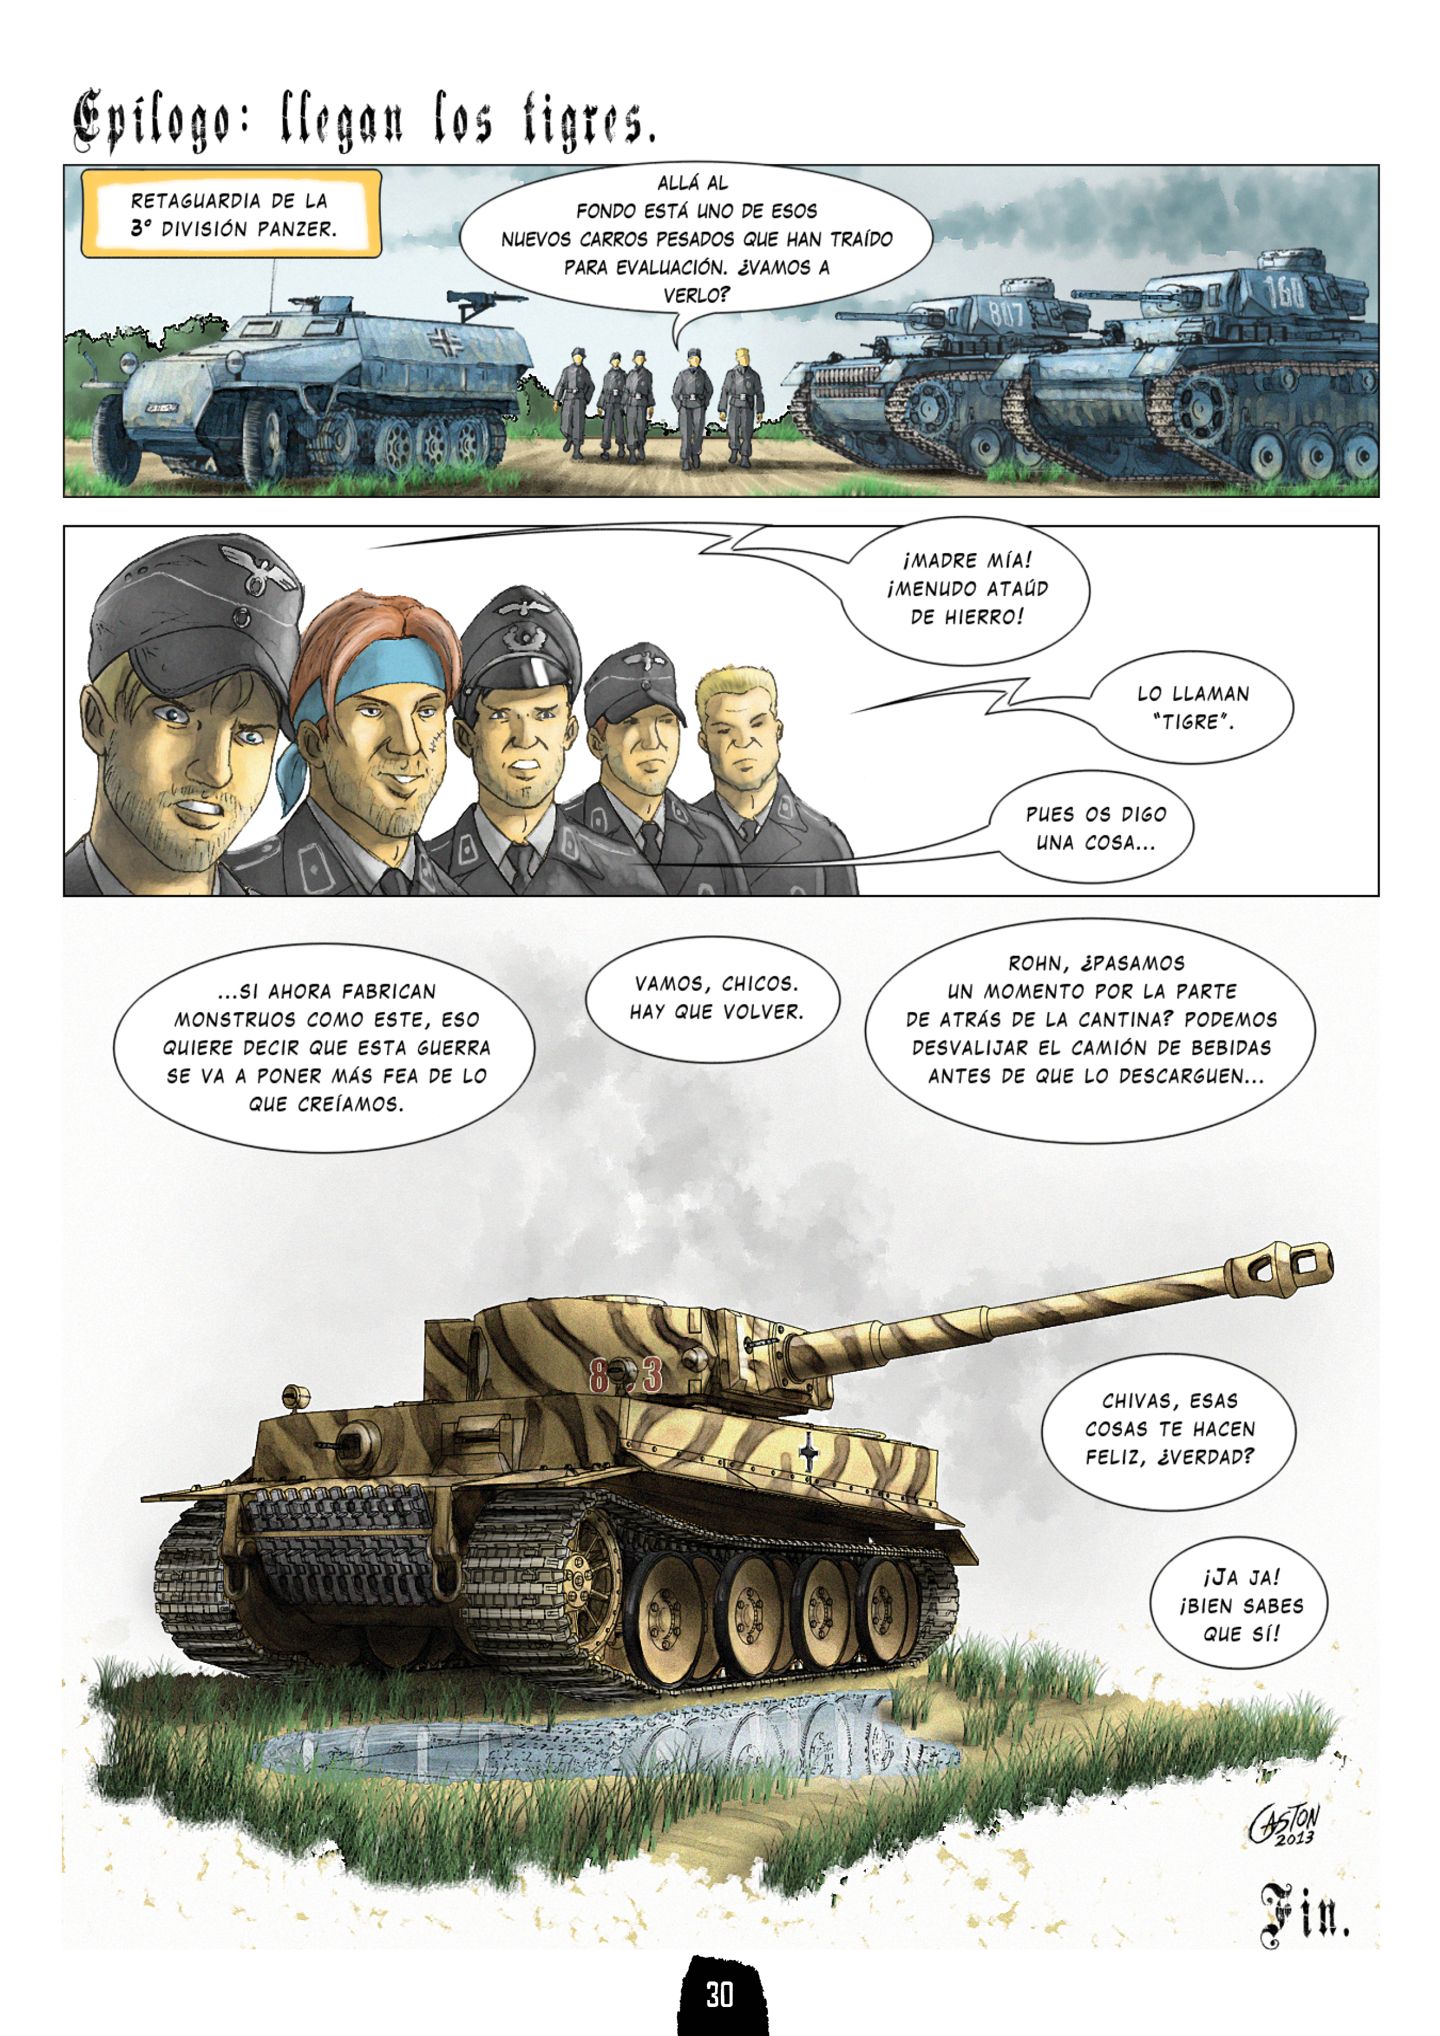 Epílogo: llegan los tigres.
RETAGUARDIA DE LA
3º DIVISIÓN PANZER.
ALLÁ AL
FONDO ESTÁ UNO DE ESOS
NUEVOS CARROS PESADOS QUE HAN TRAÍDO
PARA EVALUACIÓN. ¿VAMOS A
VERLO?
807
160
¡MADRE MÍA!
¡MENUDO ATAÚD
DE HIERRO!
LO LLAMAN
"TIGRE".
PUES OS DIGO
UNA COSA...
...SI AHORA FABRICAN
MONSTRUOS COMO ESTE, ESO
QUIERE DECIR QUE ESTA GUERRA
SE VA A PONER MÁS FEA DE LO
QUE CREÍAMOS.
VAMOS, CHICOS.
HAY QUE VOLVER.
ROHN, ¿PASAMOS
UN MOMENTO POR LA PARTE
DE ATRÁS DE LA CANTINA? PODEMOS
DESVALIJAR EL CAMIÓN DE BEBIDAS
ANTES DE QUE LO DESCARGUEN...
CHIVAS, ESAS
COSAS TE HACEN
FELIZ, ¿VERDAD?
¡JA JA!
¡BIEN SABES
QUE SÍ!
GASTON
2013
Fin.
30